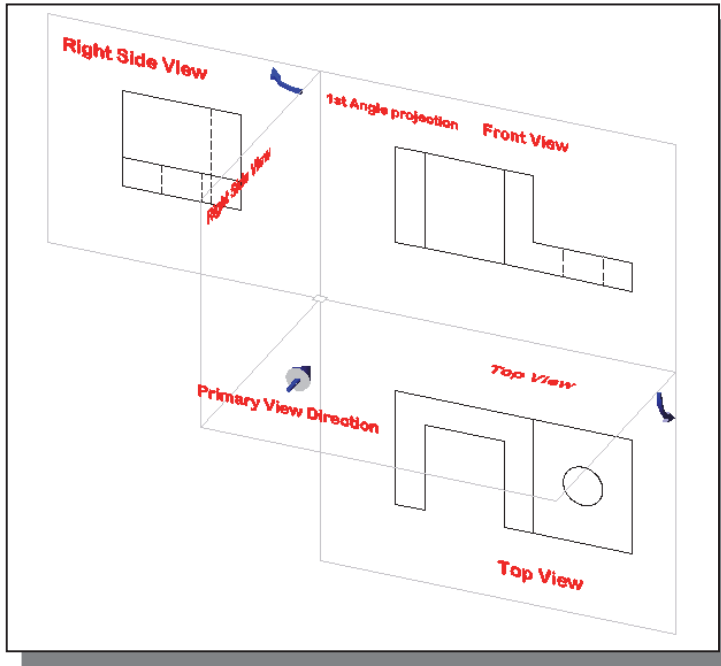 Right Side View
1st Angle projection
Front View
Right Side View
Top View
Primary View Direction
Top View